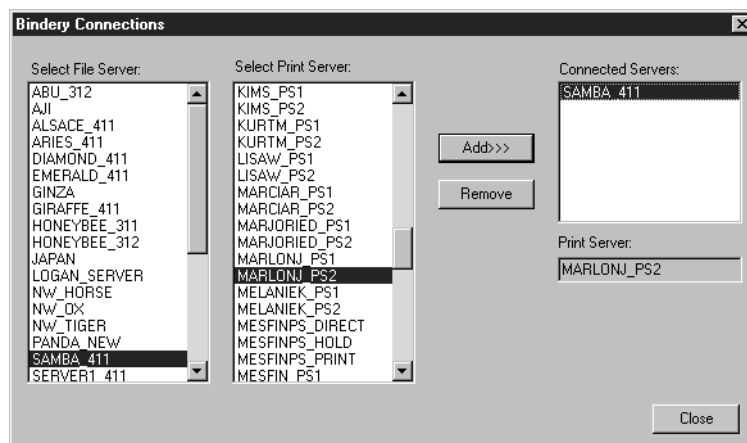 Bindery Connections
Select File Server:
ABU_312
AJI
ALSACE_411
ARIES_411
DIAMOND_411
EMERALD_411
GINZA
GIRAFFE_411
HONEYBEE_311
HONEYBEE_312
JAPAN
LOGAN_SERVER
NW_HORSE
NW_OX
NW_TIGER
PANDA_NEW
SAMBA_411
SERVER1_411
Select Print Server:
KIMS_PS1
KIMS_PS2
KURTM_PS1
KURTM_PS2
LISAW_PS1
LISAW_PS2
MARCIAR_PS1
MARCIAR_PS2
MARJORIED_PS1
MARJORIED_PS2
MARLONJ_PS1
MARLONJ_PS2
MELANIEK_PS1
MELANIEK_PS2
MESFINPS_DIRECT
MESFINPS_HOLD
MESFINPS_PRINT
MESFIN_PS1
Add>>>
Remove
Connected Servers:
SAMBA_411
Print Server:
MARLONJ_PS2
Close